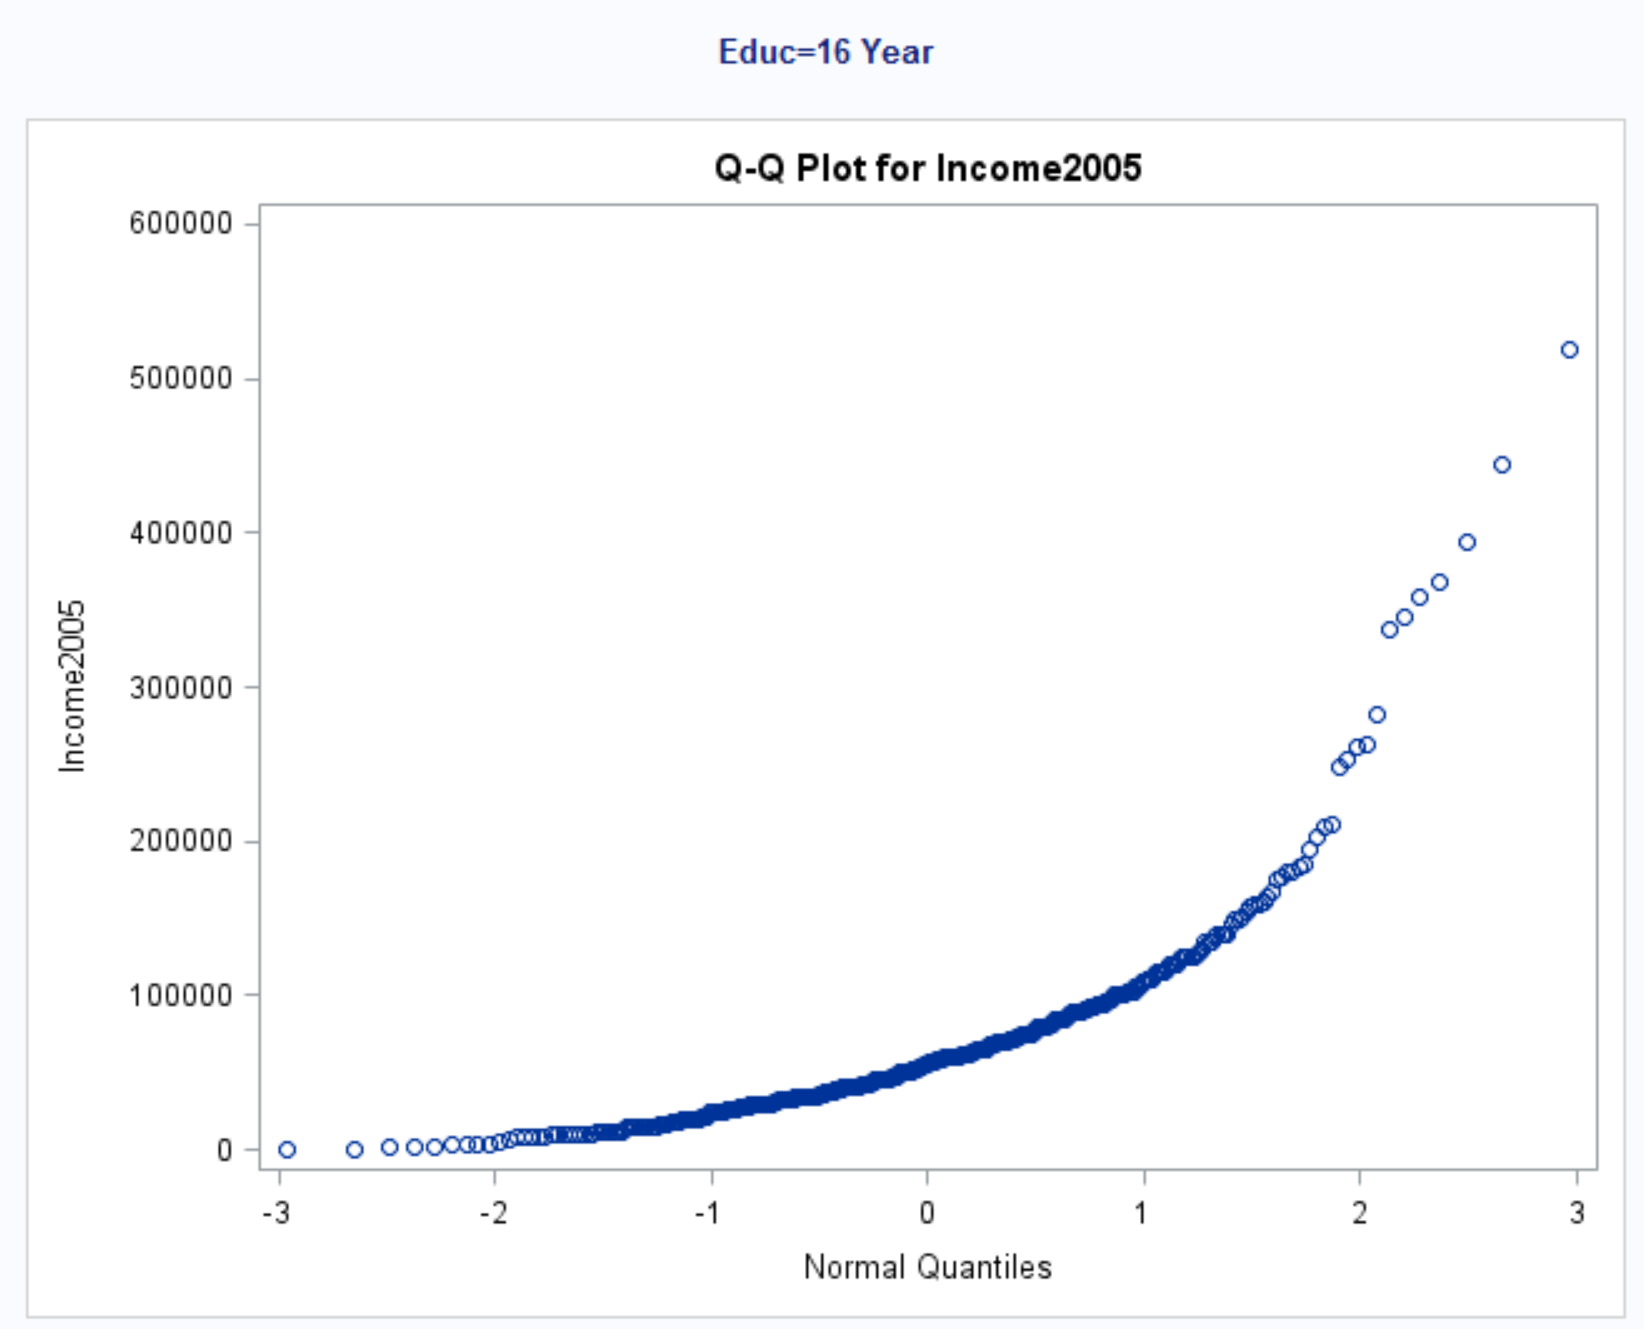 Educ=16 Year
Q-Q Plot for Income2005
600000
500000
400000
300000
200000
100000
0
Income2005
-3 -2 -1 0 1 2 3
Normal Quantiles